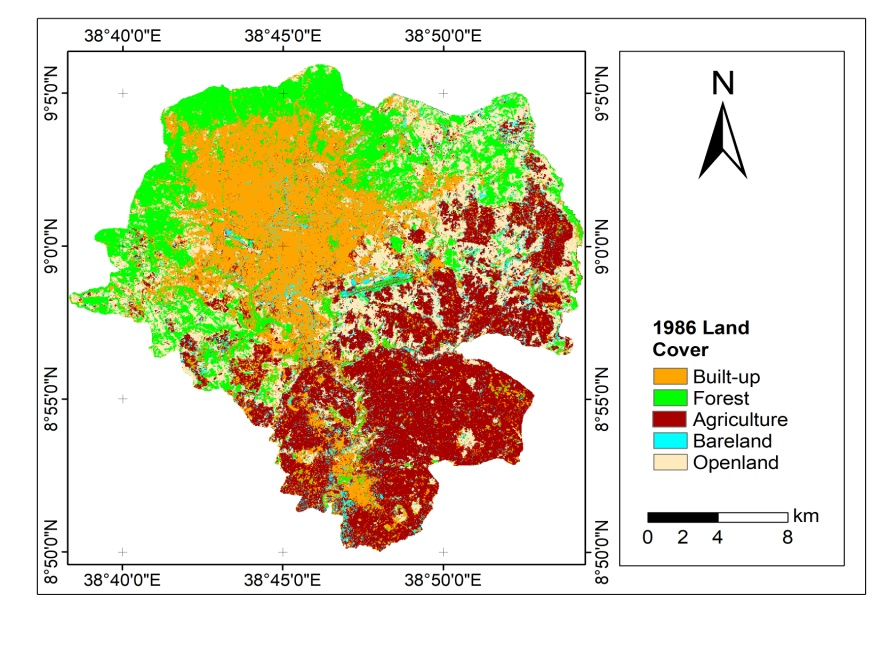 38°40'0"E 38°45'0"E 38°50'0"E
9°5'0"N 9°5'0"N
9°0'0"N 9°0'0"N
8°55'0"N 8°55'0"N
8°50'0"N 8°50'0"N
38°40'0"E 38°45'0"E 38°50'0"E
N
1986 Land
Cover
Built-up
Forest
Agriculture
Bareland
Openland
km
0 2 4 8